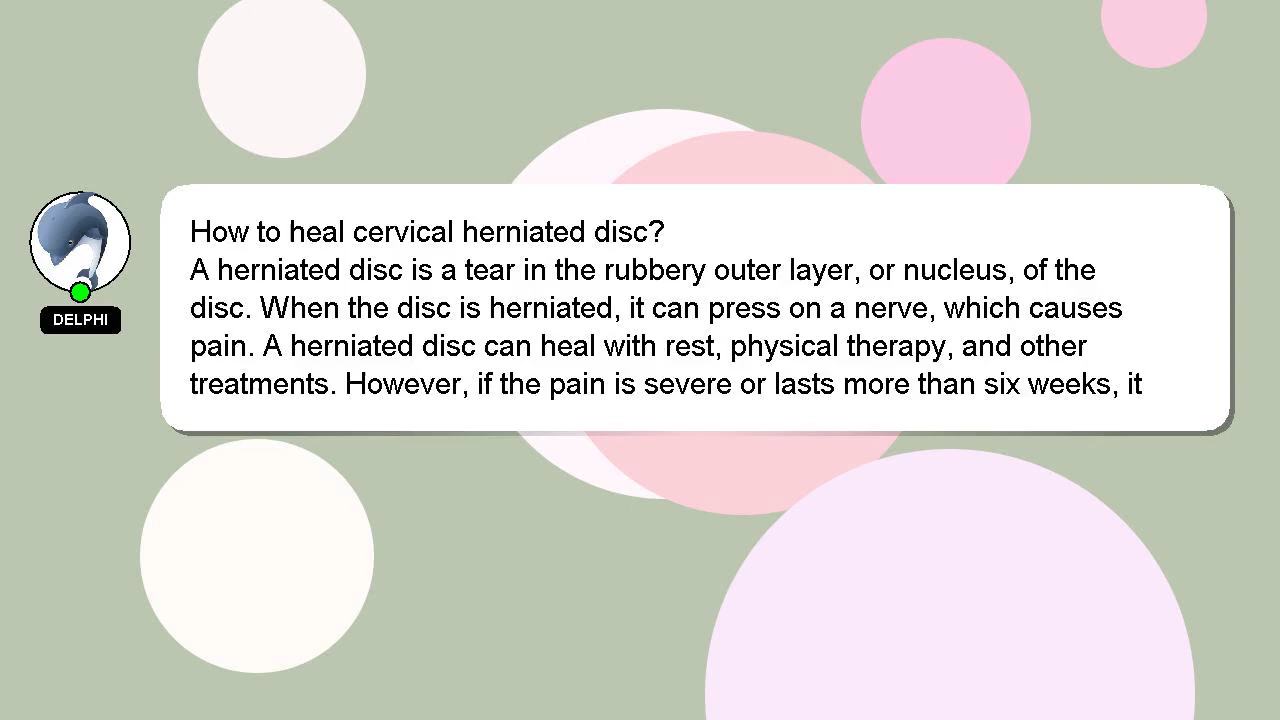 How to heal cervical herniated disc?
A herniated disc is a tear in the rubbery outer layer, or nucleus, of the
disc. When the disc is herniated, it can press on a nerve, which causes
pain. A herniated disc can heal with rest, physical therapy, and other
treatments. However, if the pain is severe or lasts more than six weeks, it
DELPHI